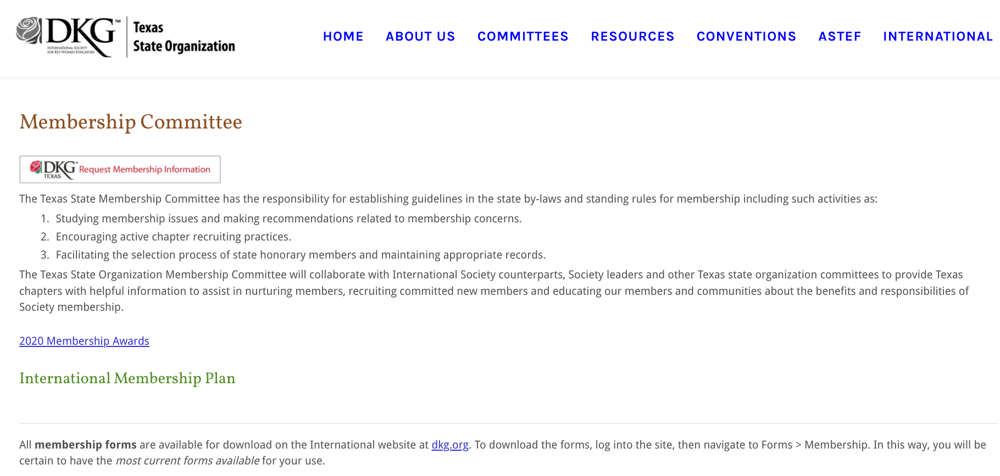 DKG™
INTERNATIONAL SOCIETY
FOR KEY WOMEN EDUCATORS
Texas
State Organization
HOME ABOUT US COMMITTEES RESOURCES CONVENTIONS ASTEF INTERNATIONAL
Membership Committee
DKG™ TEXAS Request Membership Information
The Texas State Membership Committee has the responsibility for establishing guidelines in the state by-laws and standing rules for membership including such activities as:
1. Studying membership issues and making recommendations related to membership concerns.
2. Encouraging active chapter recruiting practices.
3. Facilitating the selection process of state honorary members and maintaining appropriate records.
The Texas State Organization Membership Committee will collaborate with International Society counterparts, Society leaders and other Texas state organization committees to provide Texas
chapters with helpful information to assist in nurturing members, recruiting committed new members and educating our members and communities about the benefits and responsibilities of
Society membership.
2020 Membership Awards
International Membership Plan
All membership forms are available for download on the International website at dkg.org. To download the forms, log into the site, then navigate to Forms > Membership. In this way, you will be
certain to have the most current forms available for your use.